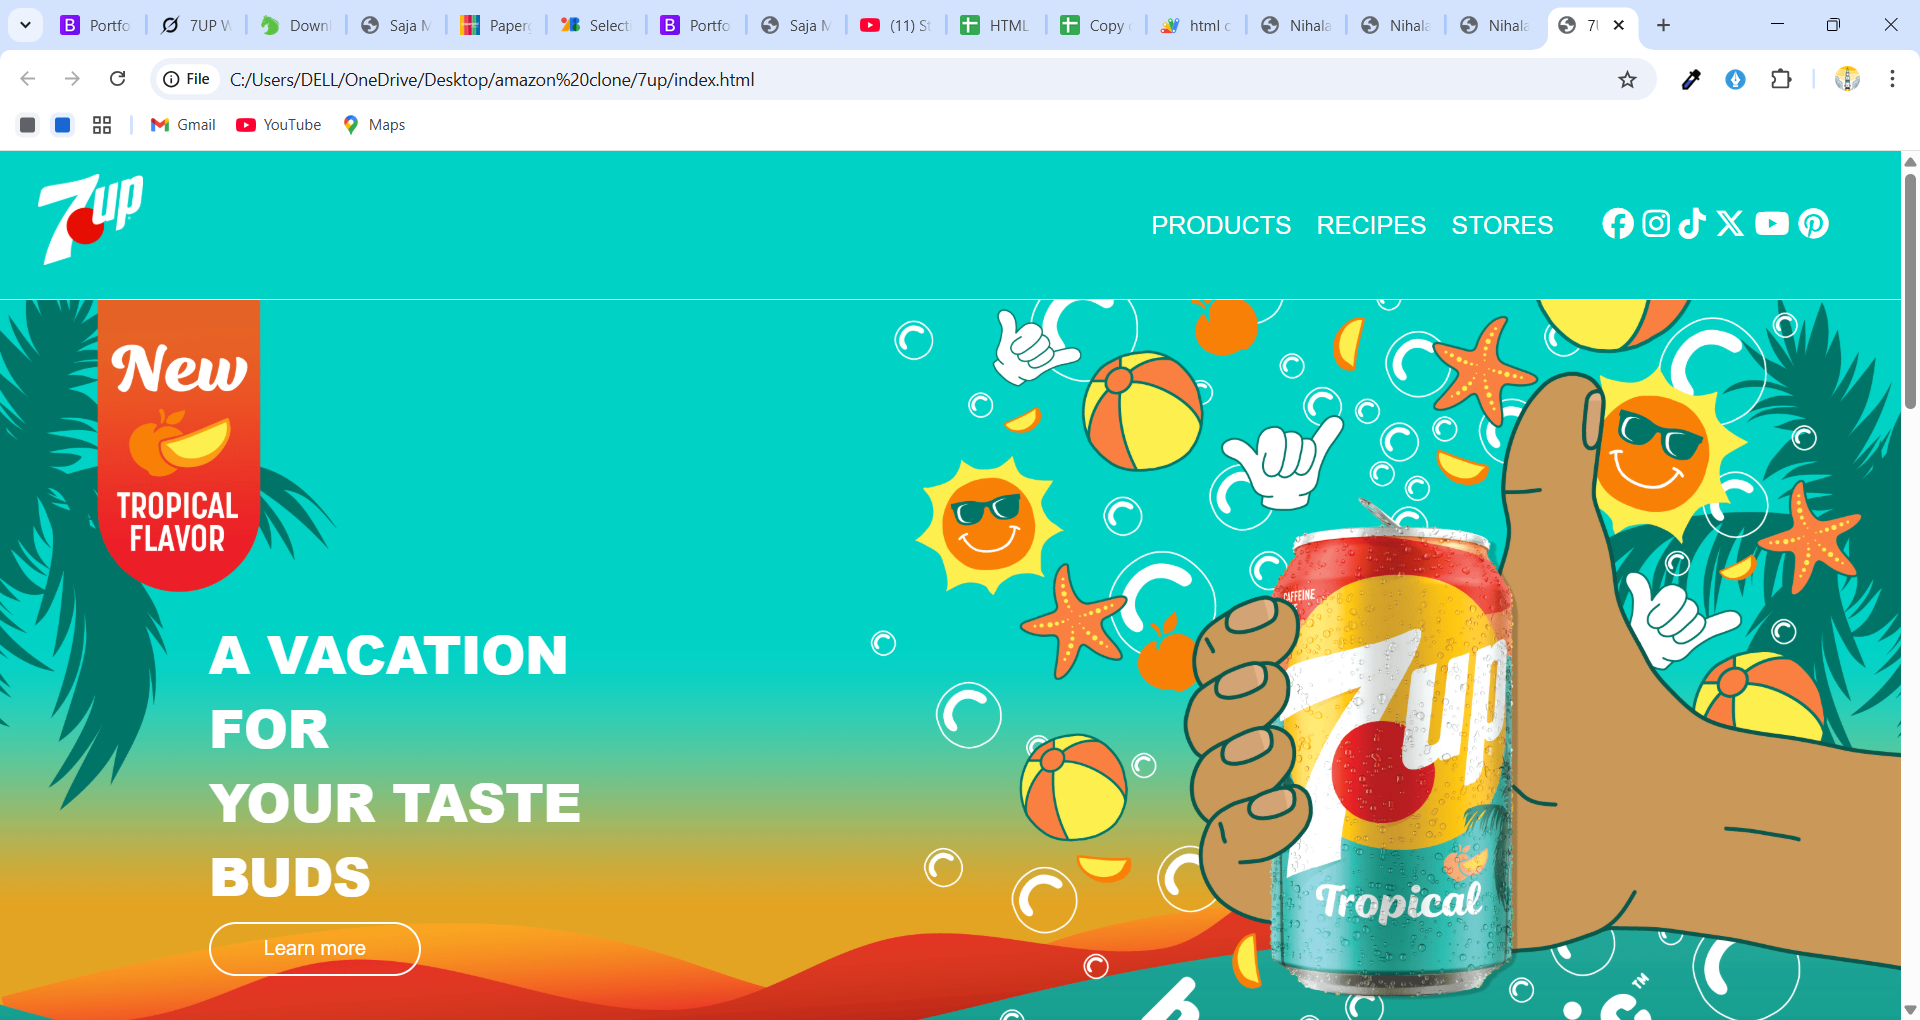 Portfo
7UP W
Downl
Saja M
Paperc
Selecti
Portfo
Saja M
(11) St
HTML
Copy
html c
Nihala
Nihala
Nihala
7U
File
C:/Users/DELL/OneDrive/Desktop/amazon%20clone/7up/index.html
Gmail
YouTube
Maps
7up
PRODUCTS RECIPES STORES
New
TROPICAL
FLAVOR
A VACATION
FOR
YOUR TASTE
BUDS
Learn more
CAFFEINE
7up
Tropical
TM